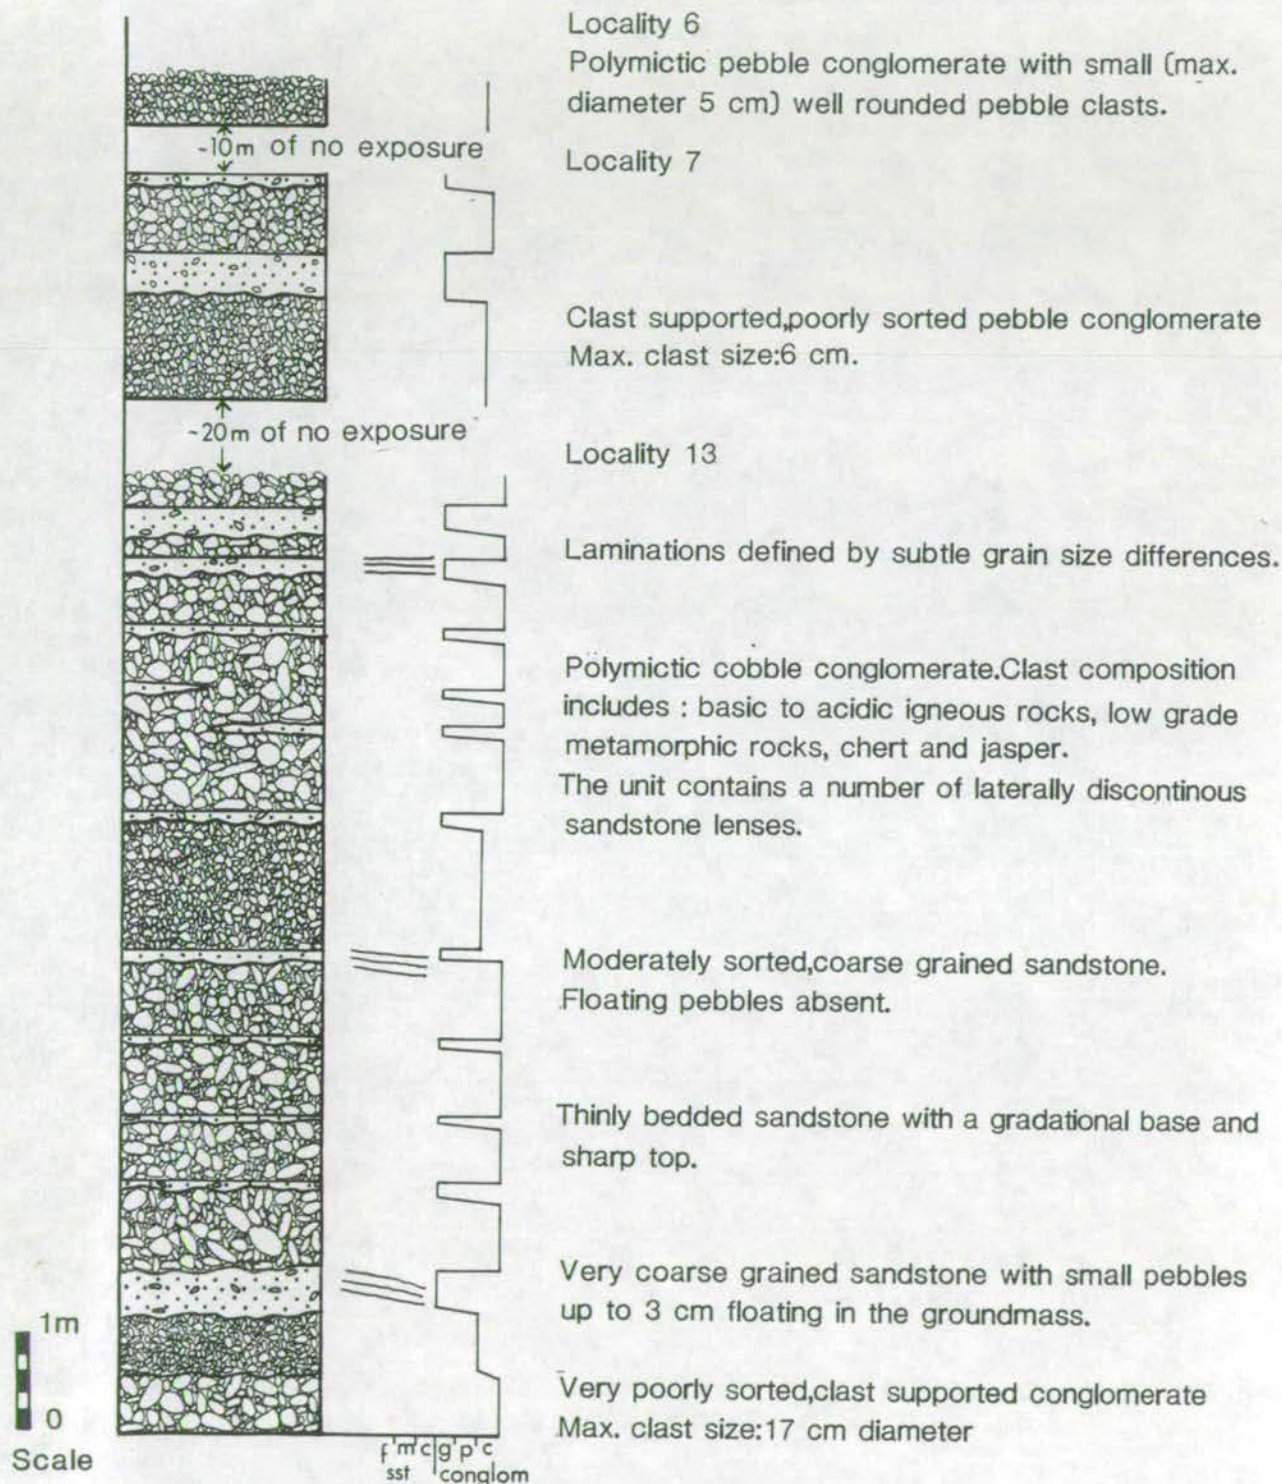 Locality 6
Polymictic pebble conglomerate with small (max.
diameter 5 cm) well rounded pebble clasts.
~10m of no exposure
Locality 7
Clast supported,poorly sorted pebble conglomerate
Max. clast size:6 cm.
~20m of no exposure
Locality 13
Laminations defined by subtle grain size differences.
Polymictic cobble conglomerate.Clast composition
includes : basic to acidic igneous rocks, low grade
metamorphic rocks, chert and jasper.
The unit contains a number of laterally discontinous
sandstone lenses.
Moderately sorted,coarse grained sandstone.
Floating pebbles absent.
Thinly bedded sandstone with a gradational base and
sharp top.
Very coarse grained sandstone with small pebbles
up to 3 cm floating in the groundmass.
1m
0
Scale
Very poorly sorted,clast supported conglomerate
Max. clast size:17 cm diameter
f m c g p c
sst conglom